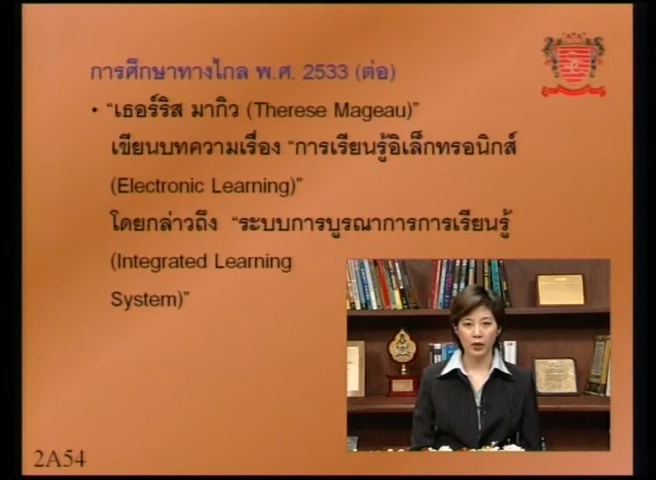 การศึกษาทางไกล พ.ศ. 2533 (ต่อ)
• “เธอร์ริส มากิว (Therese Mageau)”
เขียนบทความเรื่อง “การเรียนรู้อิเล็กทรอนิกส์
(Electronic Learning)”
โดยกล่าวถึง “ระบบการบูรณาการการเรียนรู้
(Integrated Learning
System)”
2A54